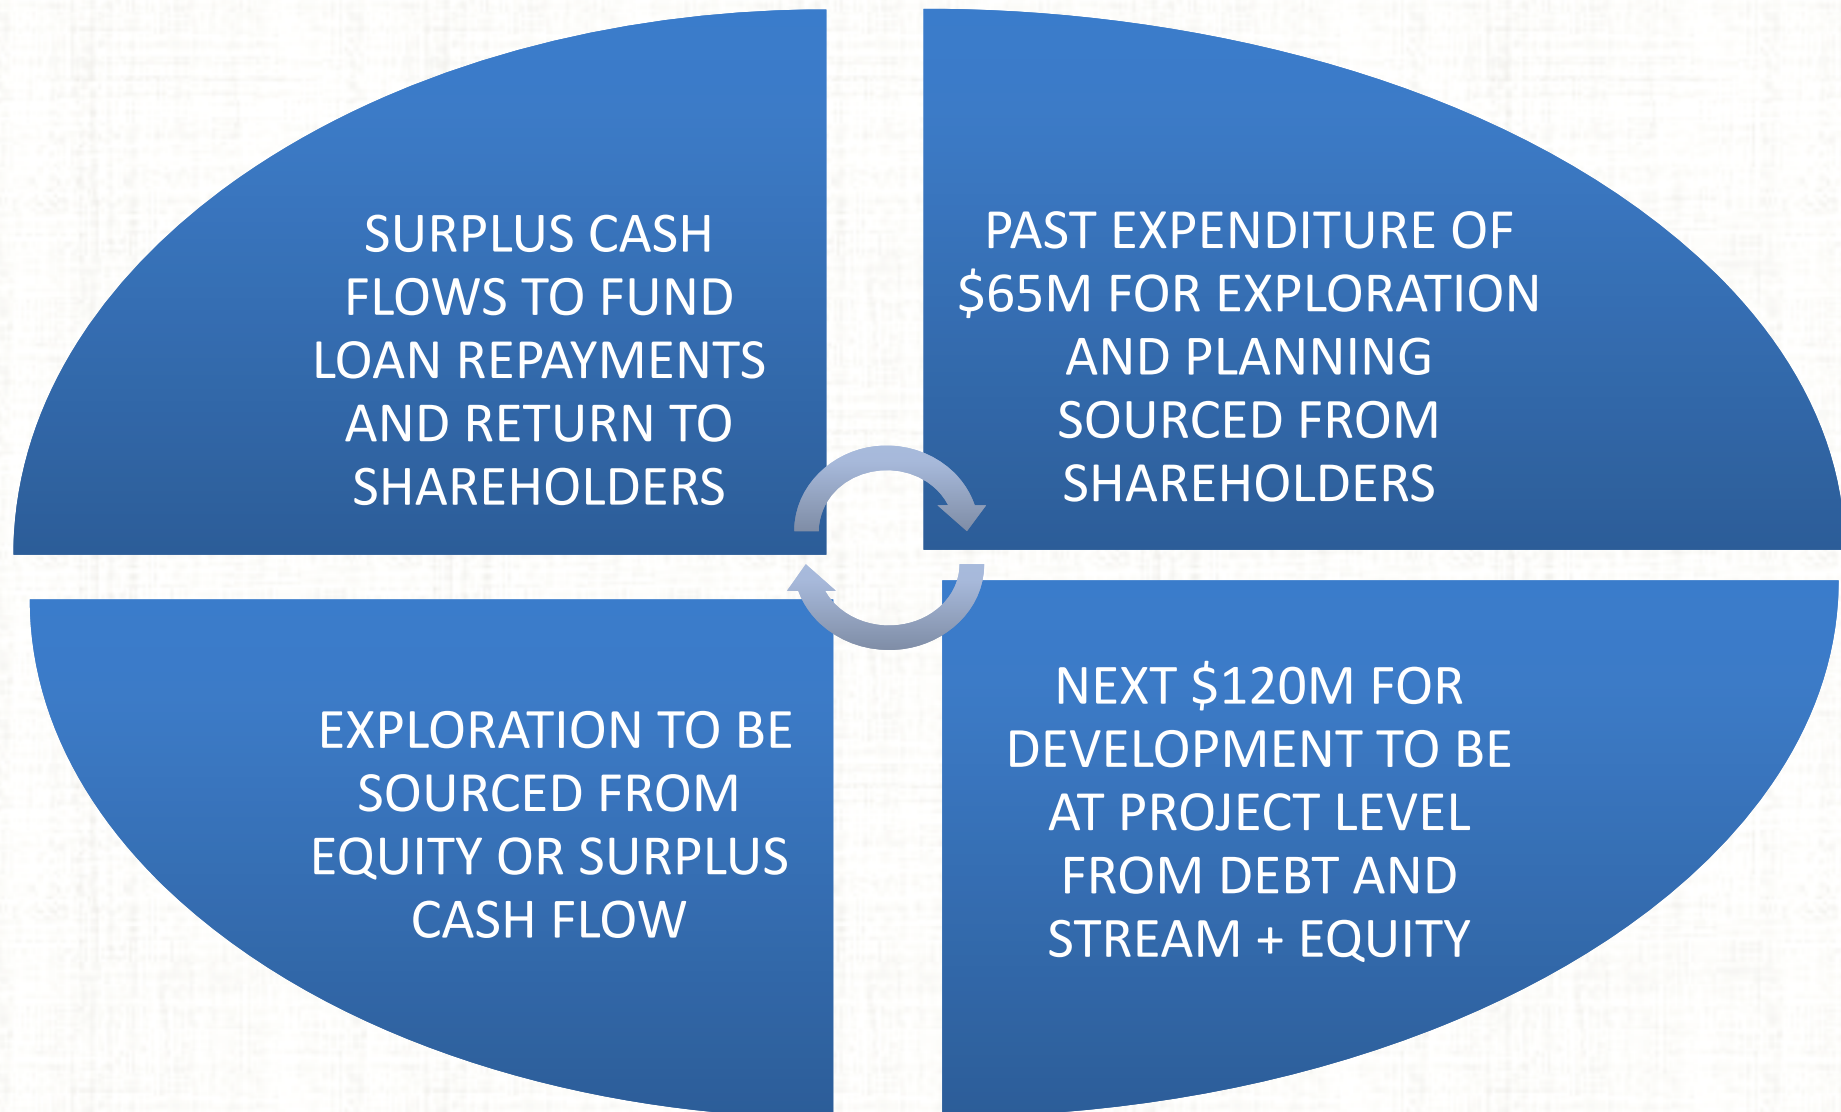 SURPLUS CASH
FLOWS TO FUND
LOAN REPAYMENTS
AND RETURN TO
SHAREHOLDERS
PAST EXPENDITURE OF
$65M FOR EXPLORATION
AND PLANNING
SOURCED FROM
SHAREHOLDERS
EXPLORATION TO BE
SOURCED FROM
EQUITY OR SURPLUS
CASH FLOW
NEXT $120M FOR
DEVELOPMENT TO BE
AT PROJECT LEVEL
FROM DEBT AND
STREAM + EQUITY